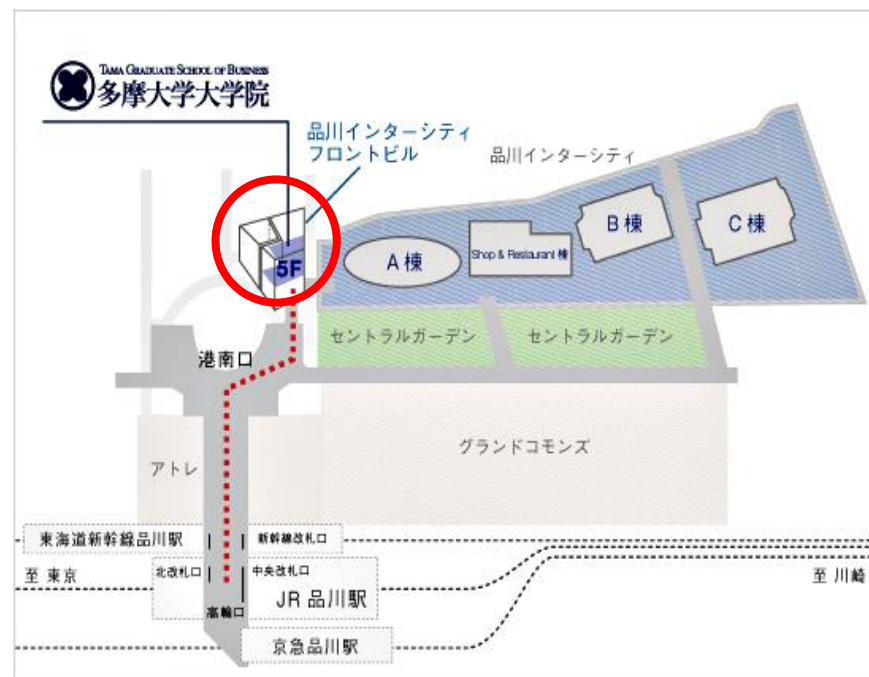 TAMA GRADUATE SCHOOL OF BUSINESS
多摩大学大学院
品川インターシティ
フロントビル
品川インターシティ
5F
A棟
Shop & Restaurant 棟
B棟
C棟
セントラルガーデン
セントラルガーデン
港南口
アトレ
グランドコモンズ
東海道新幹線品川駅
新幹線改札口
至 東京
北改札口
中央改札口
至 川崎
JR 品川駅
高輪口
京急品川駅